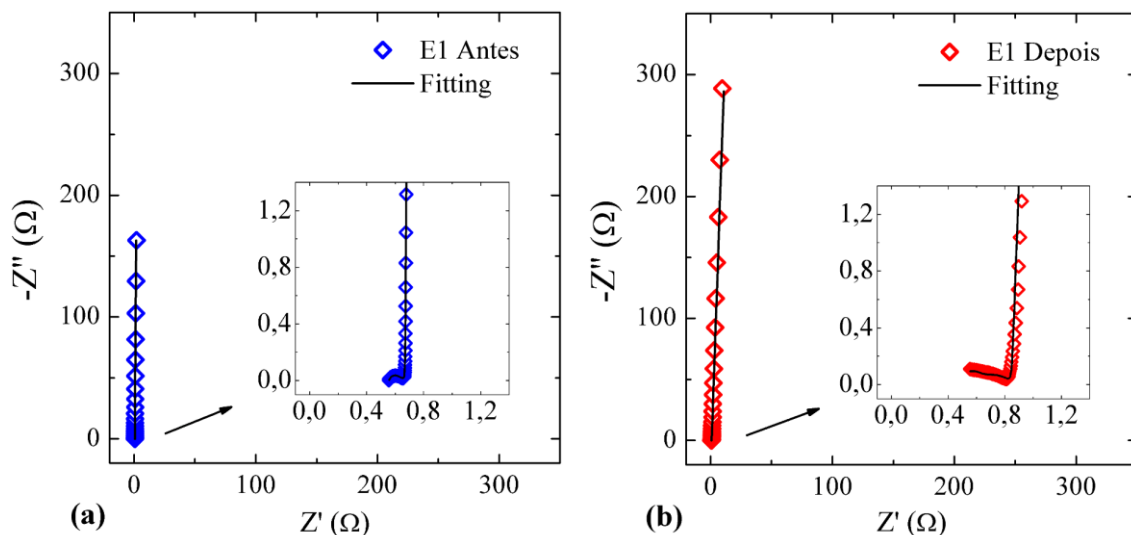 E1 Antes
Fitting
300
200
100
0
-Z'' (Ω)
1,2
0,8
0,4
0,0
0,0 0,4 0,8 1,2
0 100 200 300
(a)
Z' (Ω)
E1 Depois
Fitting
300
200
100
0
-Z'' (Ω)
1,2
0,8
0,4
0,0
0,0 0,4 0,8 1,2
0 100 200 300
(b)
Z' (Ω)